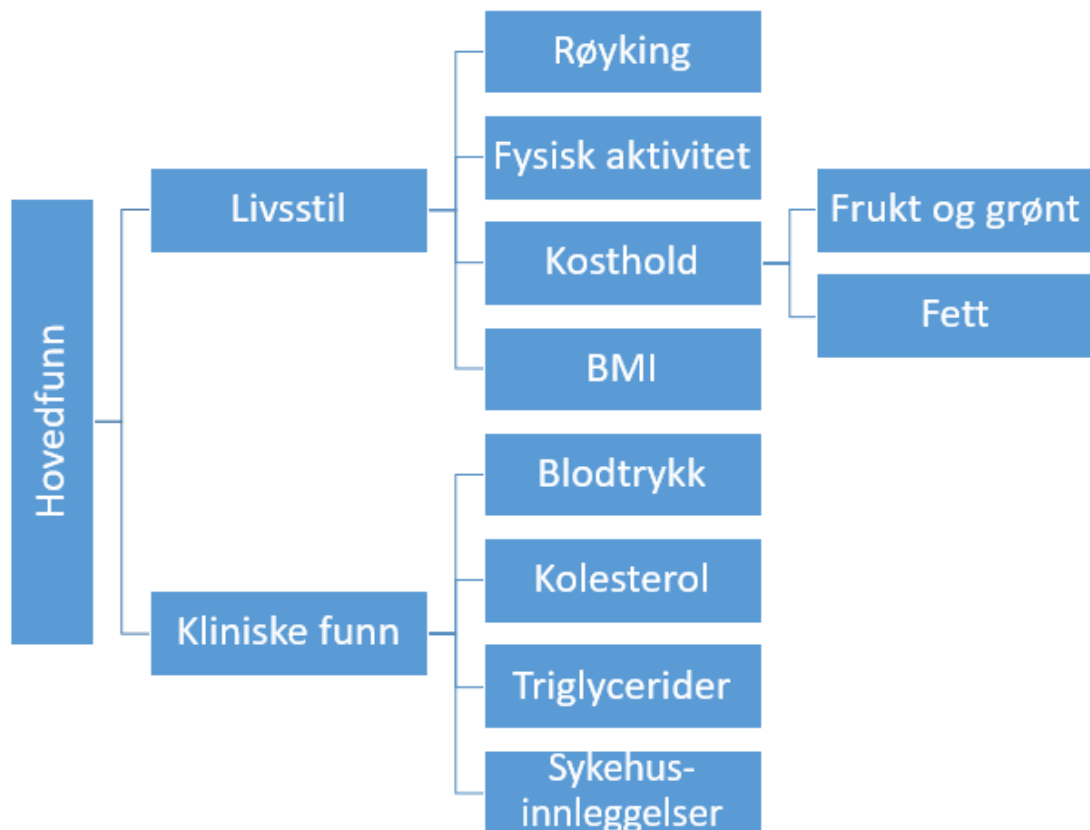 Hovedfunn
Livsstil
Røyking
Fysisk aktivitet
Kosthold
Frukt og grønt
Fett
BMI
Kliniske funn
Blodtrykk
Kolesterol
Triglycerider
Sykehus-
innleggelser